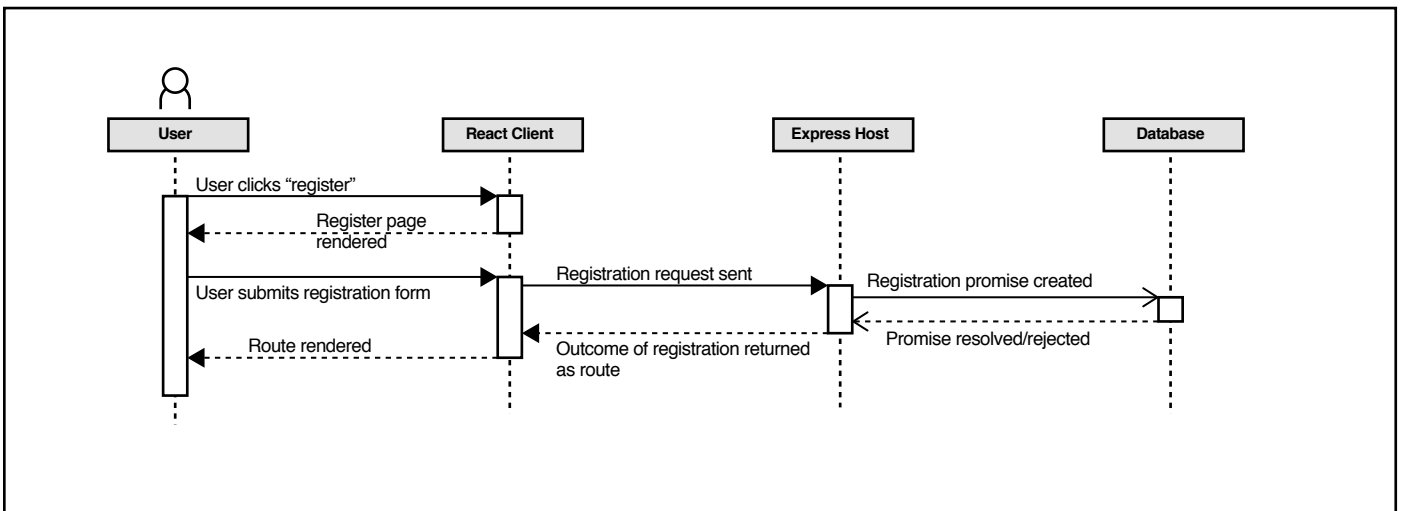 User
React Client
Express Host
Database
User clicks “register”
Register page
rendered
User submits registration form
Registration request sent
Registration promise created
Route rendered
Outcome of registration returned
as route
Promise resolved/rejected